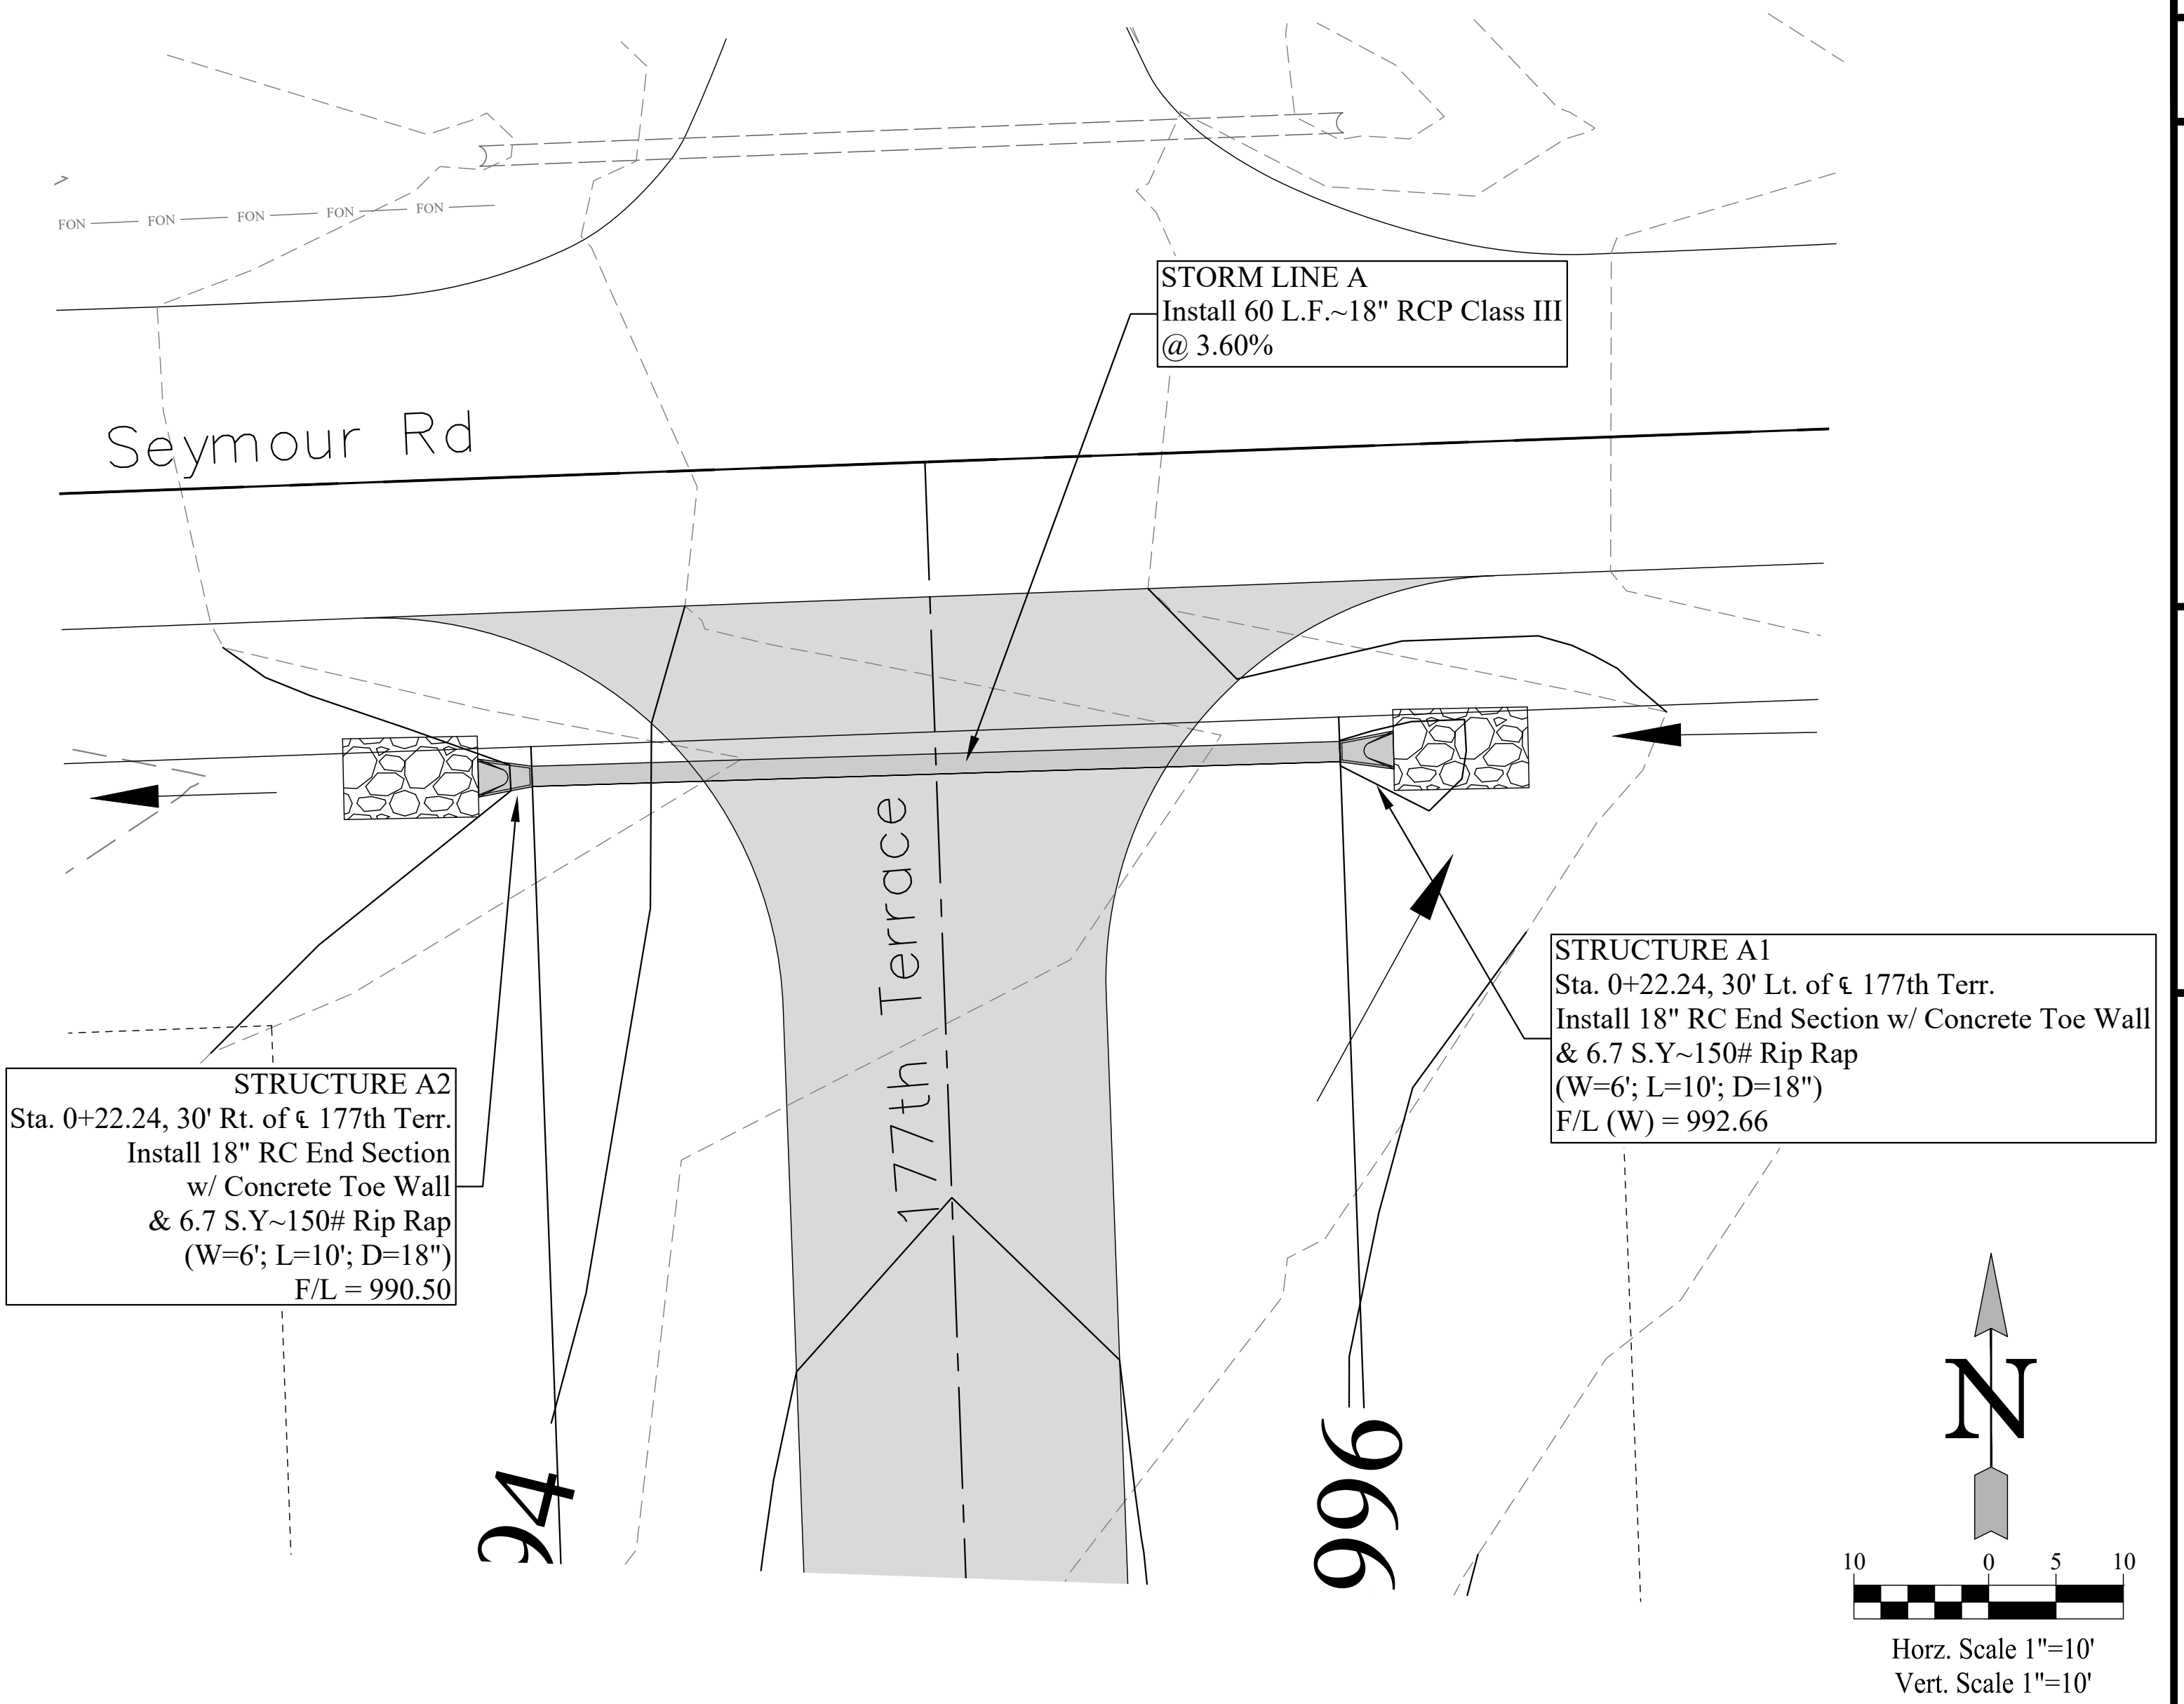 FON FON FON FON FON
STORM LINE A
Install 60 L.F.~18" RCP Class III
@ 3.60%
Seymour Rd
177th Terrace
STRUCTURE A1
Sta. 0+22.24, 30' Lt. of ℄ 177th Terr.
Install 18" RC End Section w/ Concrete Toe Wall
& 6.7 S.Y~150# Rip Rap
(W=6'; L=10'; D=18")
F/L (W) = 992.66
STRUCTURE A2
Sta. 0+22.24, 30' Rt. of ℄ 177th Terr.
Install 18" RC End Section
w/ Concrete Toe Wall
& 6.7 S.Y~150# Rip Rap
(W=6'; L=10'; D=18")
F/L = 990.50
94
996
N
10 0 5 10
Horz. Scale 1"=10'
Vert. Scale 1"=10'